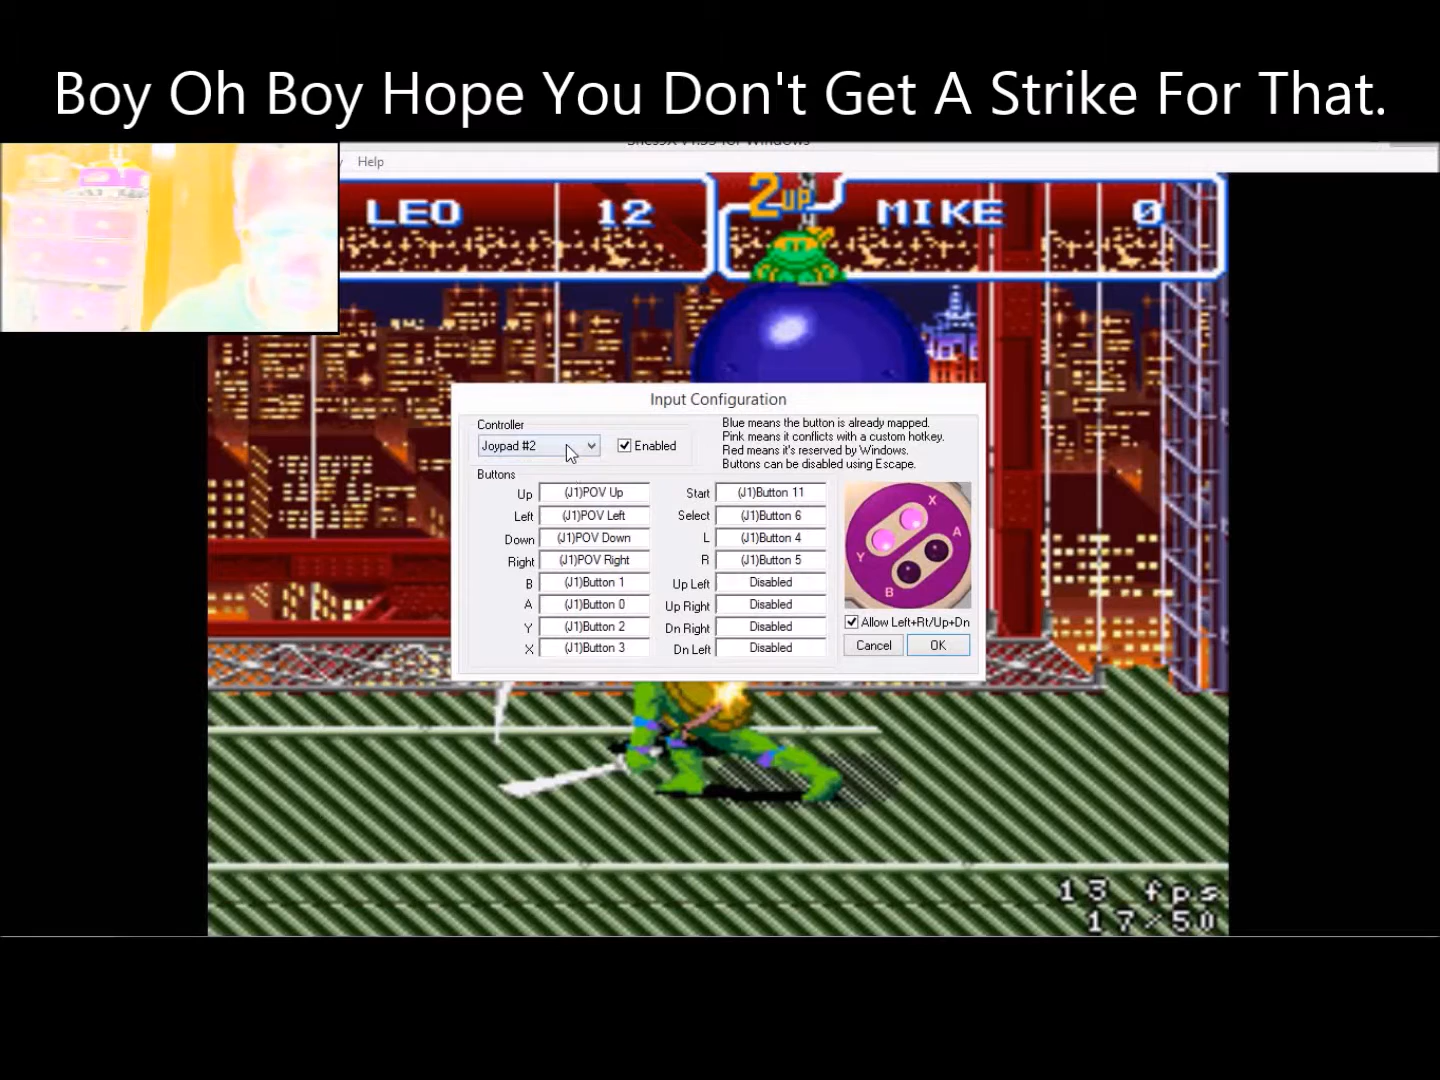 Boy Oh Boy Hope You Don't Get A Strike For That.
Help
LEO 12 2UP MIKE 0
Input Configuration
Controller
Joypad #2
Enabled
Blue means the button is already mapped.
Pink means it conflicts with a custom hotkey.
Red means it's reserved by Windows.
Buttons can be disabled using Escape.
Buttons
Up (J1)POV Up Start (J1)Button 11
Left (J1)POV Left Select (J1)Button 6
Down (J1)POV Down L (J1)Button 4
Right (J1)POV Right R (J1)Button 5
B (J1)Button 1 Up Left Disabled
A (J1)Button 0 Up Right Disabled
Y (J1)Button 2 Dn Right Disabled
X (J1)Button 3 Dn Left Disabled
X
A
Y
B
Allow Left+Rt/Up+Dn
Cancel OK
13 fps
17/50